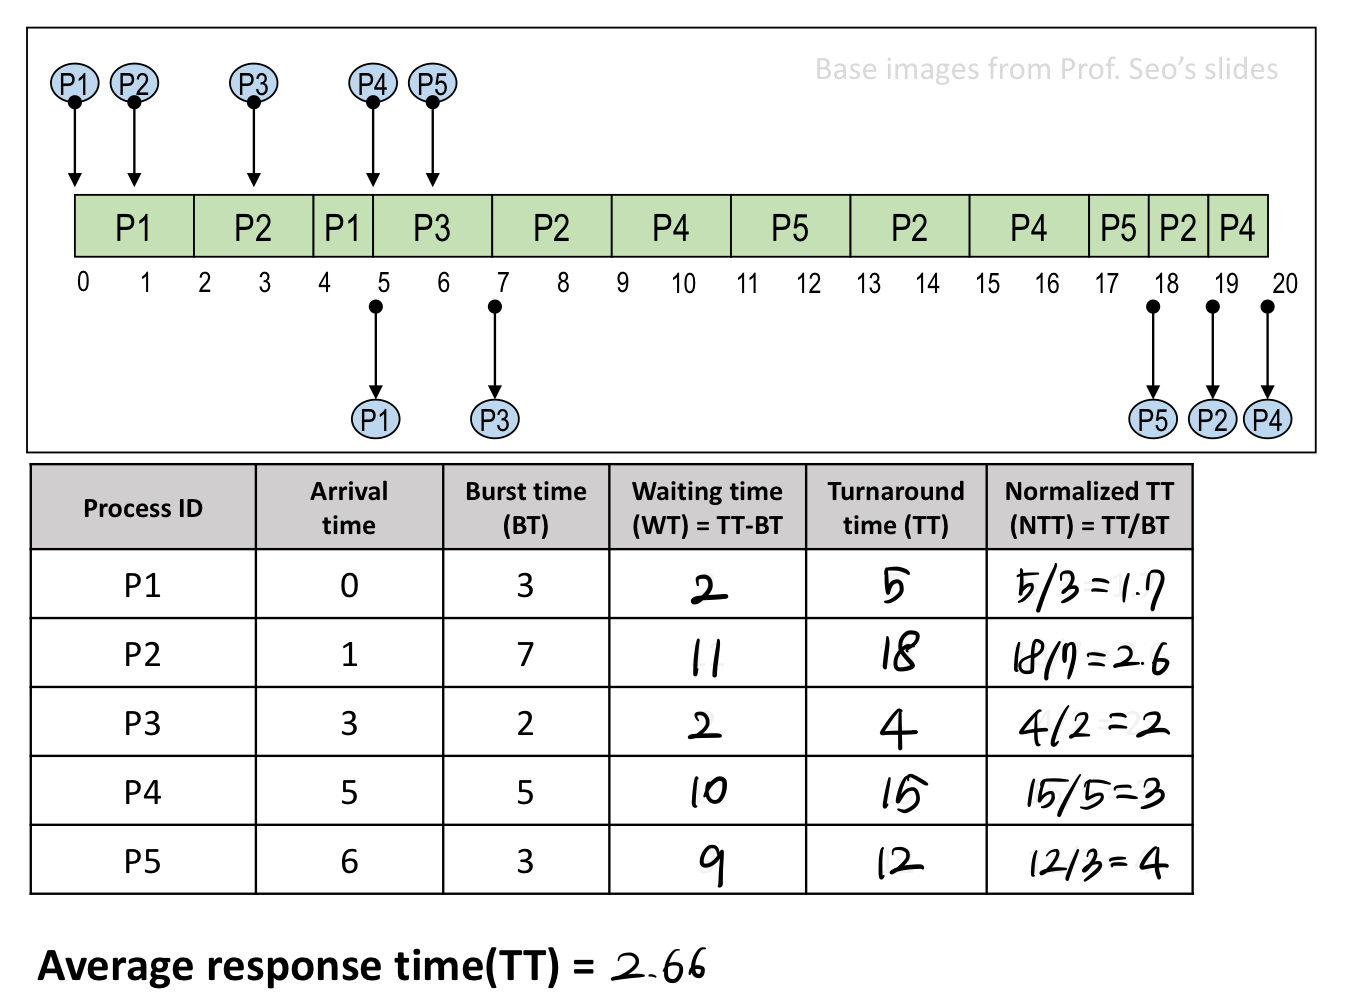 Base images from Prof. Seo's slides
P1 P2 P3 P4 P5
P1 P2 P1 P3 P2 P4 P5 P2 P4 P5 P2 P4
0 1 2 3 4 5 6 7 8 9 10 11 12 13 14 15 16 17 18 19 20
P1 P3 P5 P2 P4
Process ID Arrival time Burst time (BT) Waiting time (WT) = TT-BT Turnaround time (TT) Normalized TT (NTT) = TT/BT
P1 0 3 2 5 5/3 = 1.7
P2 1 7 11 18 18/7 = 2.6
P3 3 2 2 4 4/2 = 2
P4 5 5 10 15 15/5 = 3
P5 6 3 9 12 12/3 = 4
Average response time(TT) = 2.66